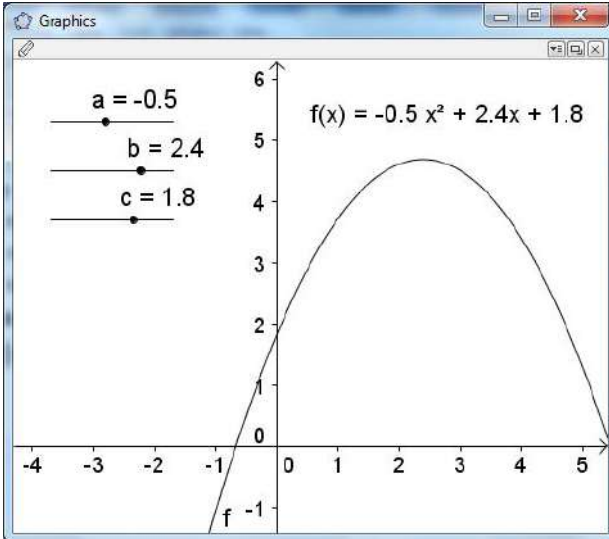 Graphics
a = -0.5
b = 2.4
c = 1.8
f(x) = -0.5 x² + 2.4x + 1.8
6
5
4
3
2
1
0
-1
-4 -3 -2 -1 0 1 2 3 4 5
f